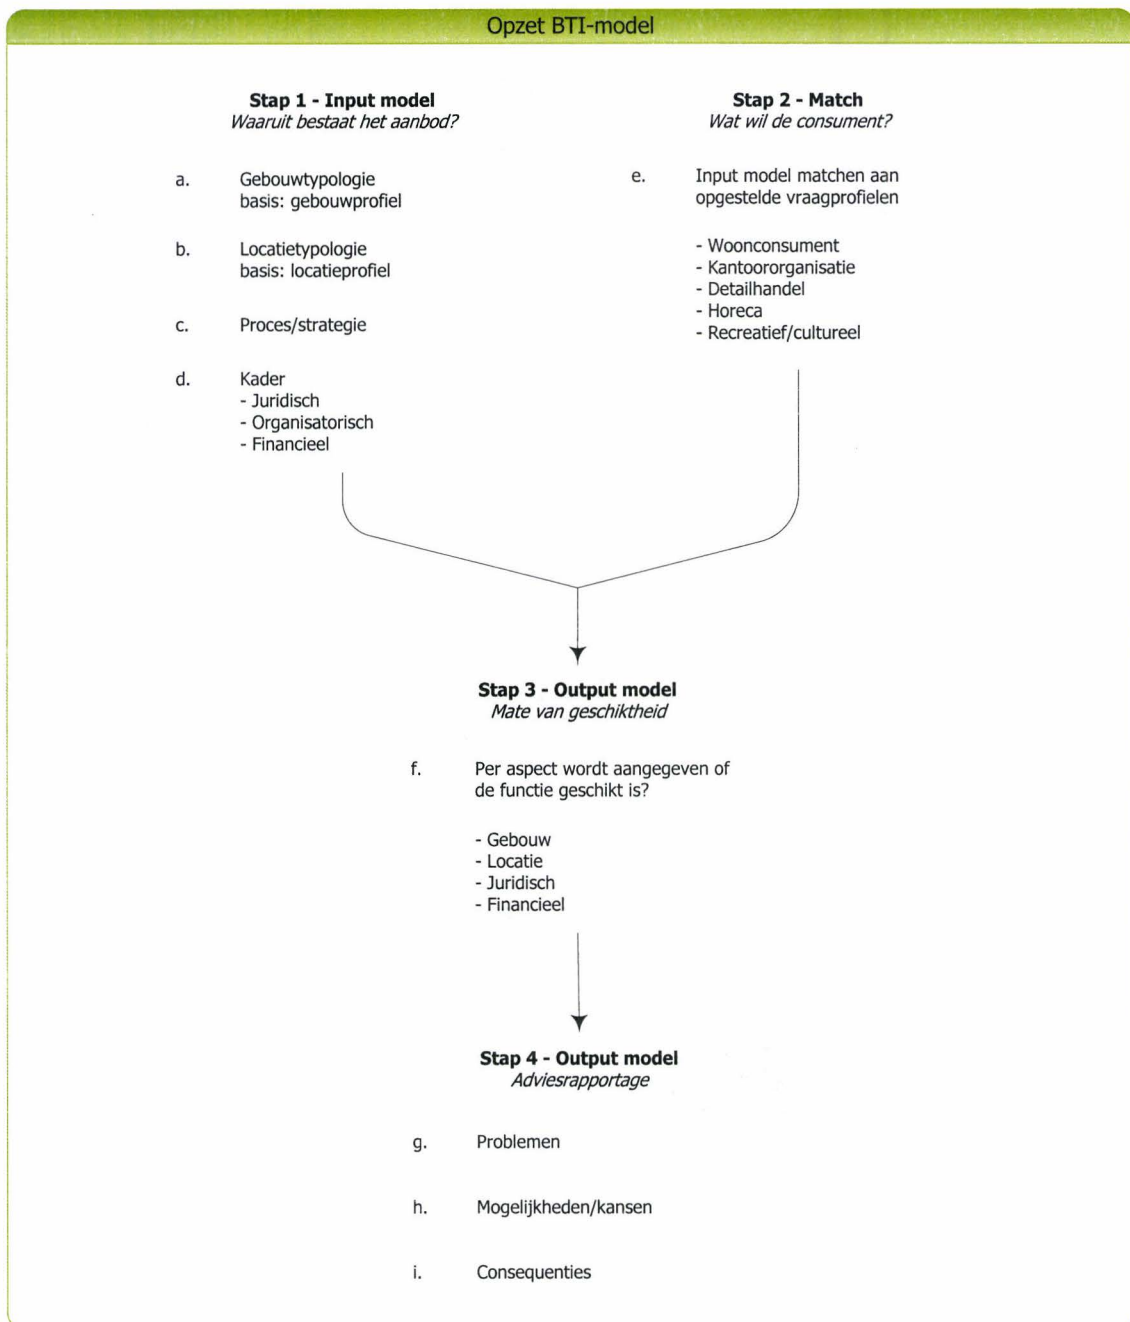 Opzet BTI-model
Stap 1 - Input model
Waaruit bestaat het aanbod?
a. Gebouwtypologie
basis: gebouwprofiel
b. Locatietypologie
basis: locatieprofiel
c. Proces/strategie
d. Kader
- Juridisch
- Organisatorisch
- Financieel
Stap 2 - Match
Wat wil de consument?
e. Input model matchen aan
opgestelde vraagprofielen
- Woonconsument
- Kantoororganisatie
- Detailhandel
- Horeca
- Recreatief/cultureel
Stap 3 - Output model
Mate van geschiktheid
f. Per aspect wordt aangegeven of
de functie geschikt is?
- Gebouw
- Locatie
- Juridisch
- Financieel
Stap 4 - Output model
Adviesrapportage
g. Problemen
h. Mogelijkheden/kansen
i. Consequenties